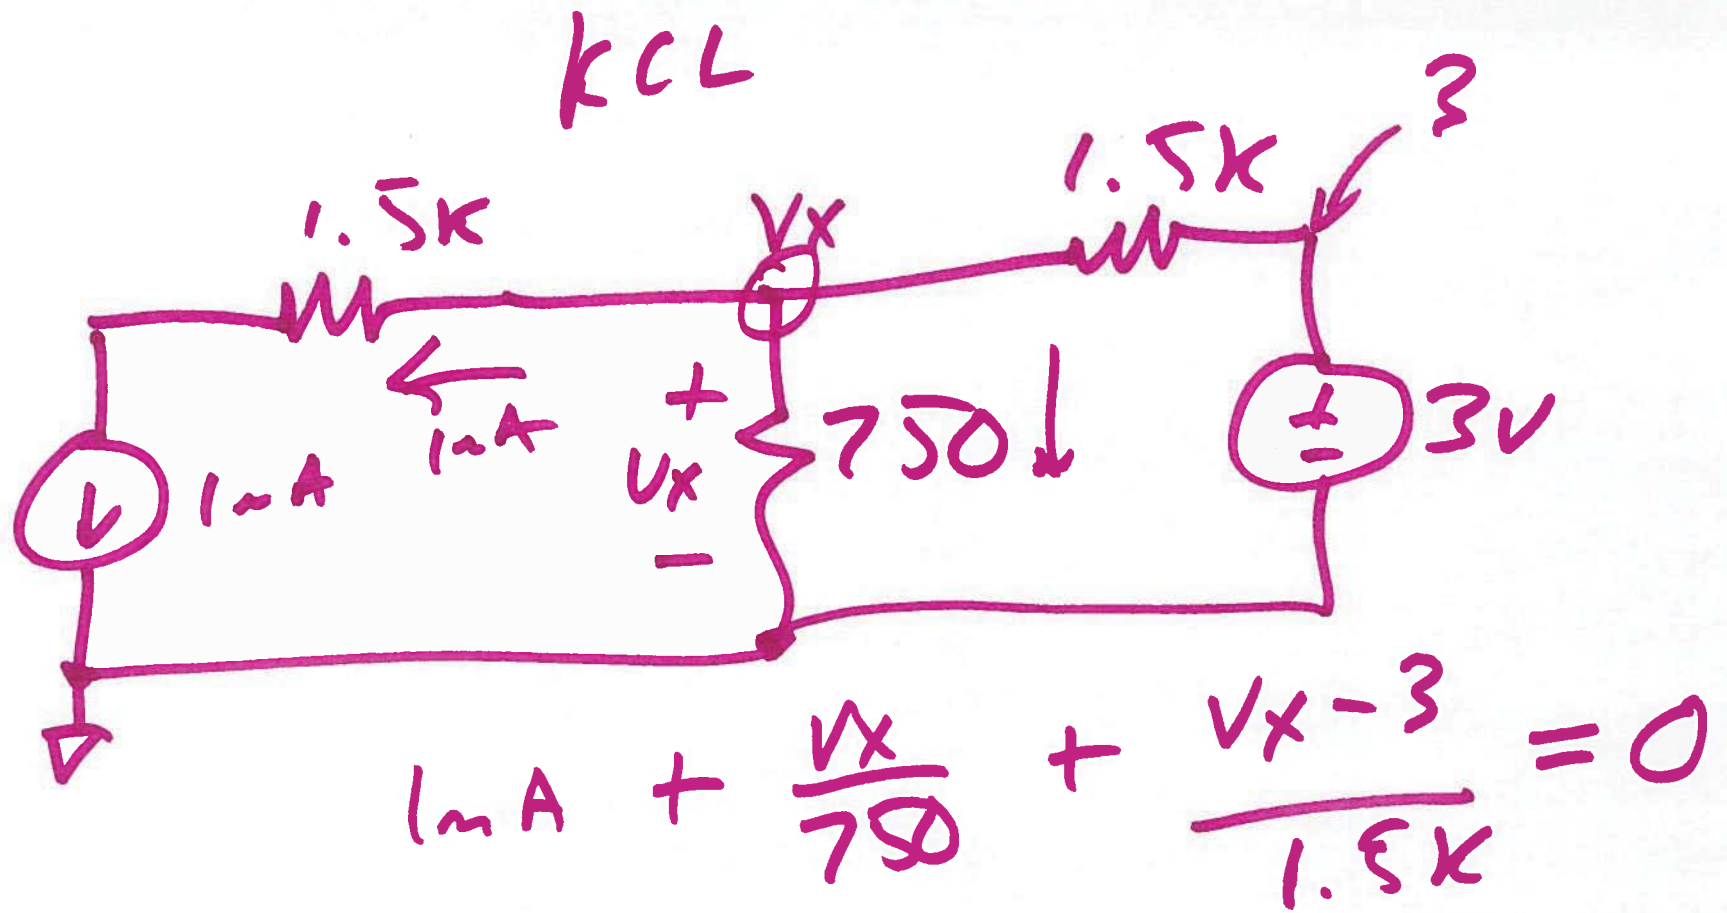 KCL
3
1.5K
VX
1.5K
+
1mA
1mA
VX
750
+
-
3V
-
1mA + VX/750 + VX-3/1.5K = 0